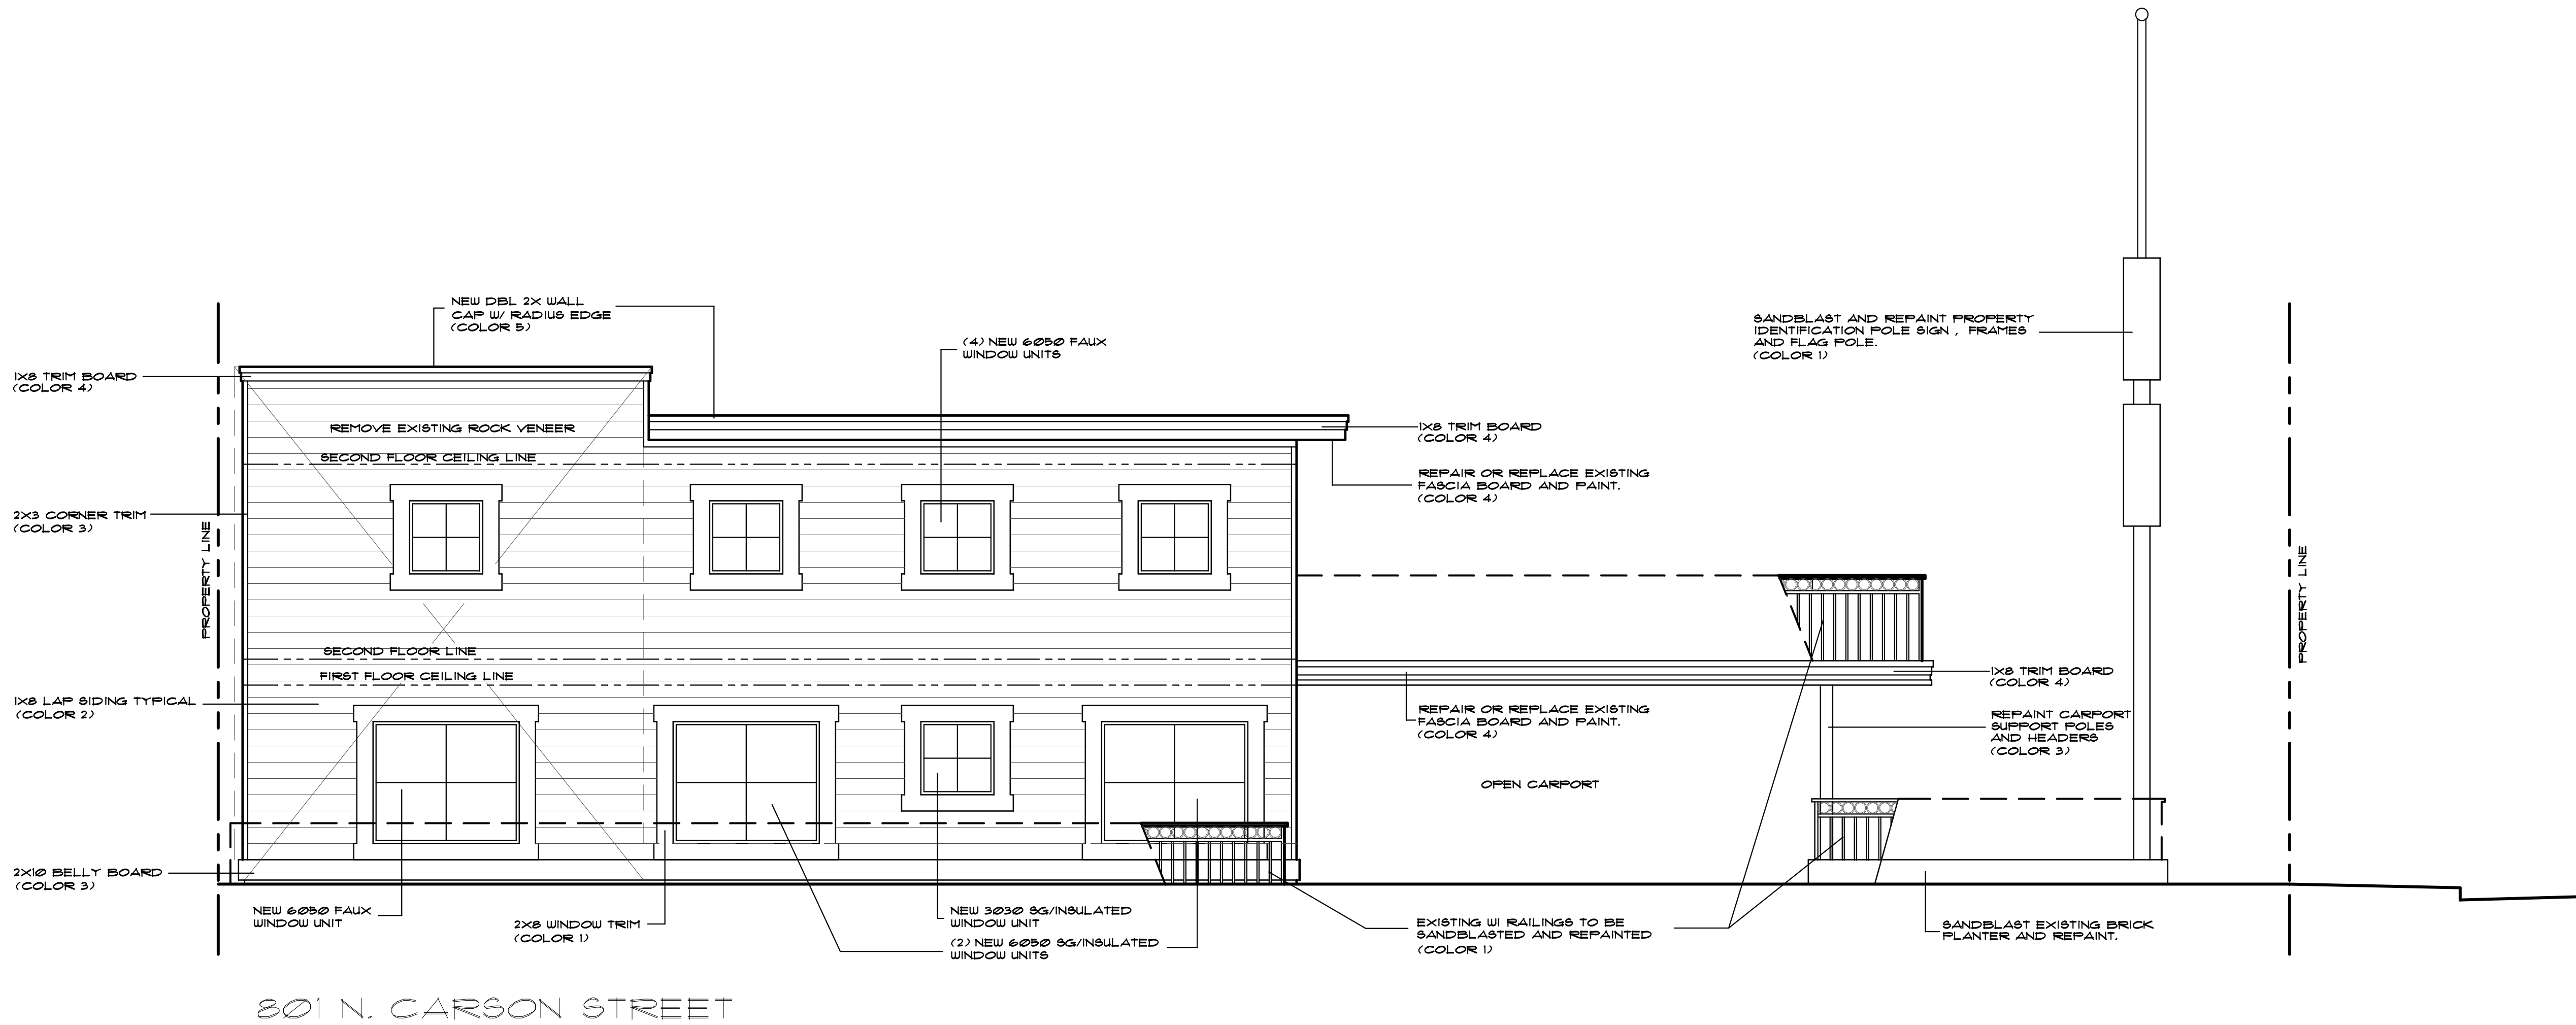 NEW DBL 2X WALL
CAP W/ RADIUS EDGE
(COLOR 5)
(4) NEW 6050 FAUX
WINDOW UNITS
SANDBLAST AND REPAINT PROPERTY
IDENTIFICATION POLE SIGN , FRAMES
AND FLAG POLE.
(COLOR 1)
1X8 TRIM BOARD
(COLOR 4)
REMOVE EXISTING ROCK VENEER
SECOND FLOOR CEILING LINE
1X8 TRIM BOARD
(COLOR 4)
REPAIR OR REPLACE EXISTING
FASCIA BOARD AND PAINT.
(COLOR 4)
2X3 CORNER TRIM
(COLOR 3)
PROPERTY LINE
PROPERTY LINE
SECOND FLOOR LINE
FIRST FLOOR CEILING LINE
1X8 TRIM BOARD
(COLOR 4)
1X8 LAP SIDING TYPICAL
(COLOR 2)
REPAIR OR REPLACE EXISTING
FASCIA BOARD AND PAINT.
(COLOR 4)
REPAINT CARPORT
SUPPORT POLES
AND HEADERS
(COLOR 3)
OPEN CARPORT
2X10 BELLY BOARD
(COLOR 3)
NEW 6050 FAUX
WINDOW UNIT
2X8 WINDOW TRIM
(COLOR 1)
NEW 3030 SG/INSULATED
WINDOW UNIT
(2) NEW 6050 SG/INSULATED
WINDOW UNITS
EXISTING WI RAILINGS TO BE
SANDBLASTED AND REPAINTED
(COLOR 1)
SANDBLAST EXISTING BRICK
PLANTER AND REPAINT.
801 N. CARSON STREET